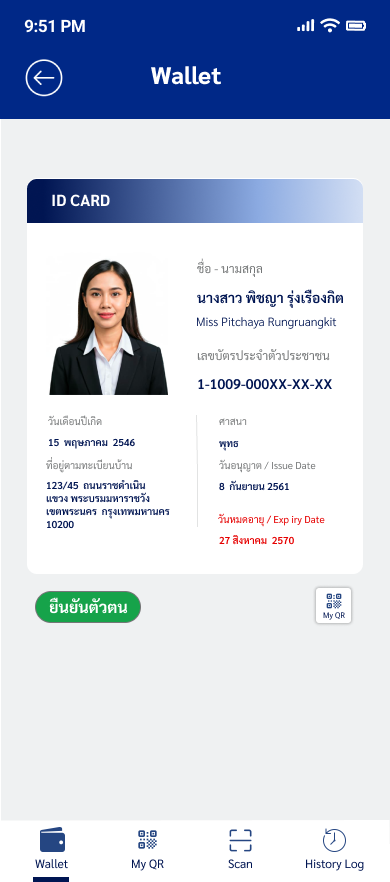 9:51 PM
Wallet
ID CARD
ชื่อ - นามสกุล
นางสาว พิชญา รุ่งเรืองกิต
Miss Pitchaya Rungruangkit
เลขบัตรประจำตัวประชาชน
1-1009-000XX-XX-XX
วันเดือนปีเกิด
15 พฤษภาคม 2546
ที่อยู่ตามทะเบียนบ้าน
123/45 ถนนราชดำเนิน
แขวง พระบรมมหาราชวัง
เขตพระนคร กรุงเทพมหานคร
10200
ศาสนา
พุทธ
วันอนุญาต / Issue Date
8 กันยายน 2561
วันหมดอายุ / Exp iry Date
27 สิงหาคม 2570
ยืนยันตัวตน
My QR
Wallet
My QR
Scan
History Log